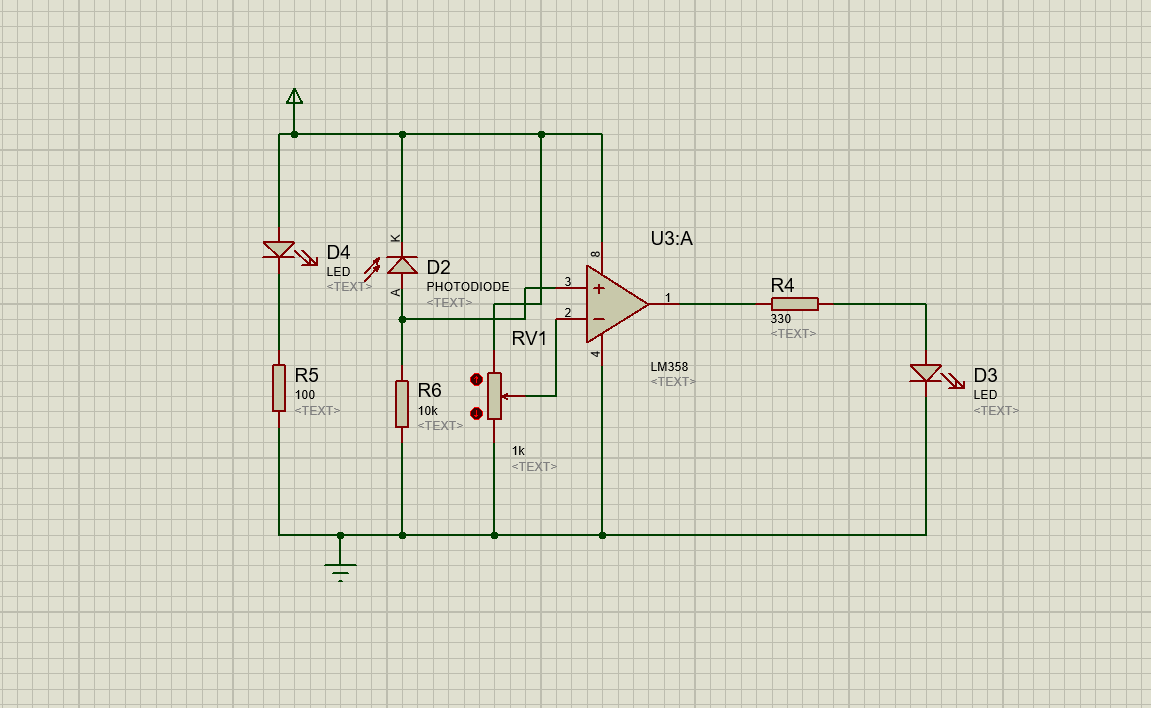 U3:A
8
3
2
1
4
LM358
<TEXT>
D4
LED
<TEXT>
K
A
D2
PHOTODIODE
<TEXT>
R4
330
<TEXT>
RV1
1k
<TEXT>
R5
100
<TEXT>
R6
10k
<TEXT>
D3
LED
<TEXT>